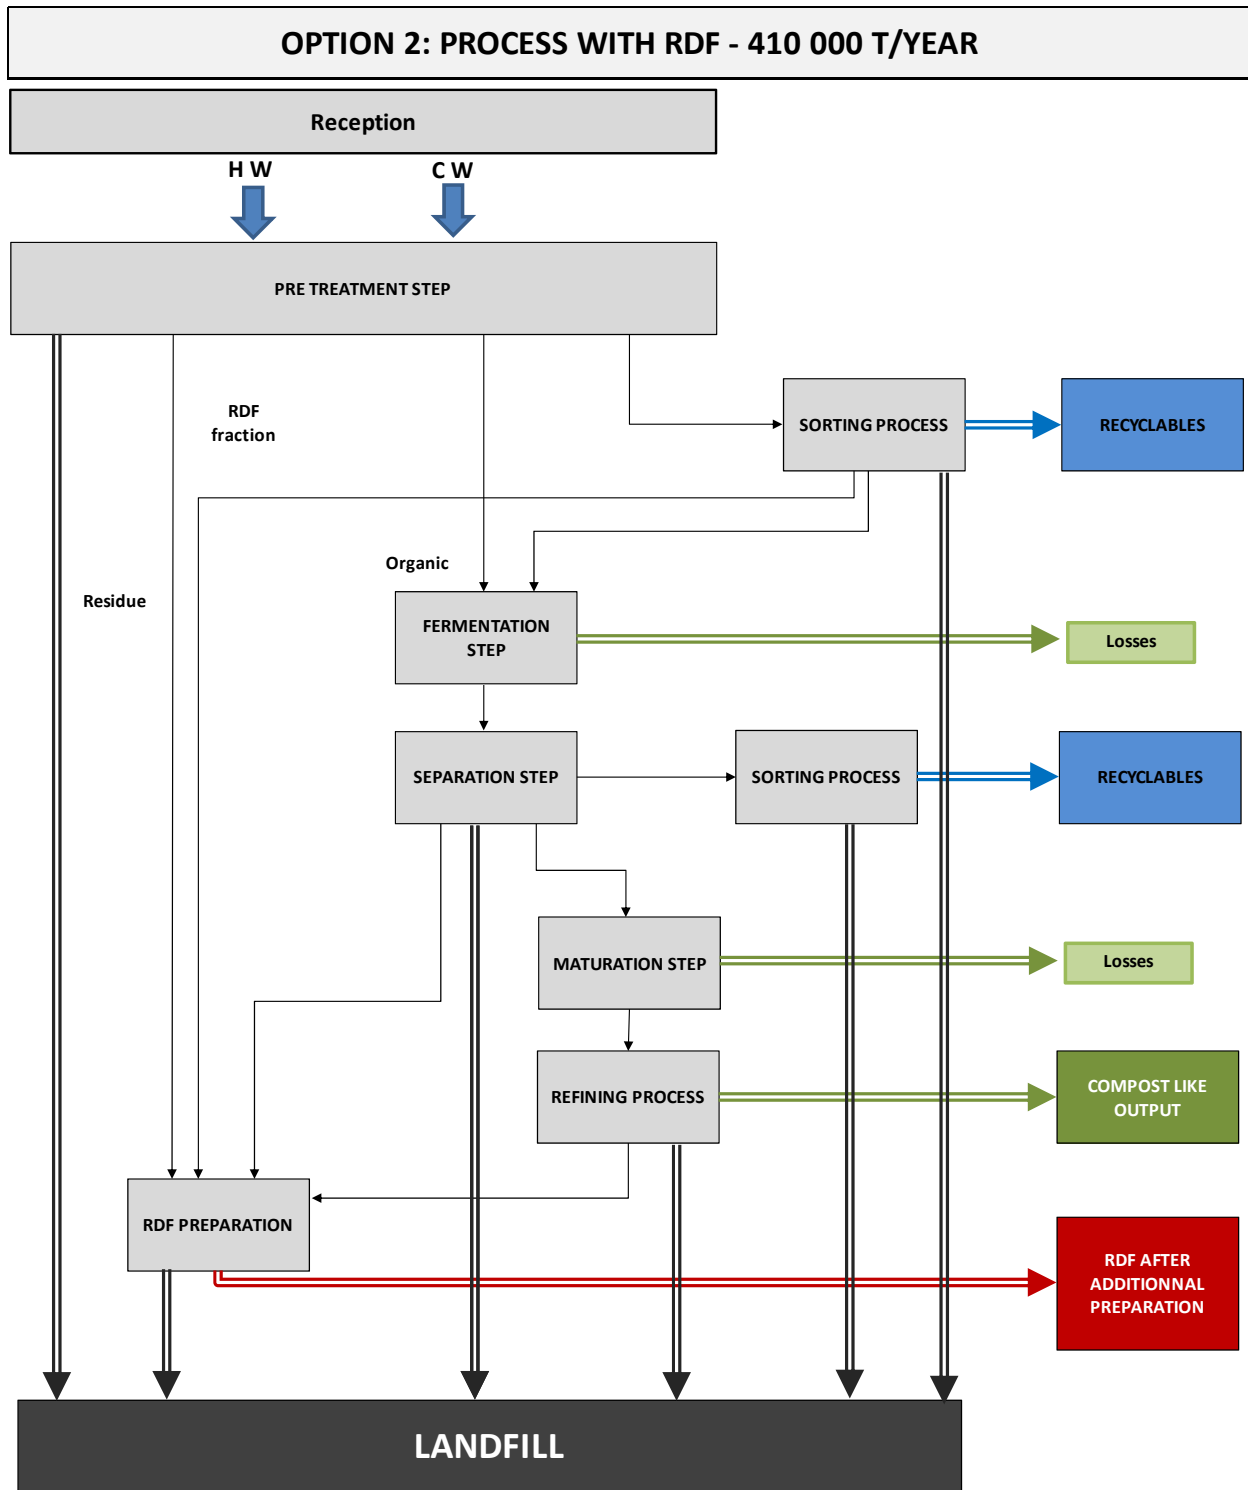 OPTION 2: PROCESS WITH RDF - 410 000 T/YEAR
Reception
H W
C W
PRE TREATMENT STEP
SORTING PROCESS
RECYCLABLES
RDF
fraction
Organic
Residue
FERMENTATION
STEP
Losses
SEPARATION STEP
SORTING PROCESS
RECYCLABLES
MATURATION STEP
Losses
REFINING PROCESS
COMPOST LIKE
OUTPUT
RDF PREPARATION
RDF AFTER
ADDITIONNAL
PREPARATION
LANDFILL